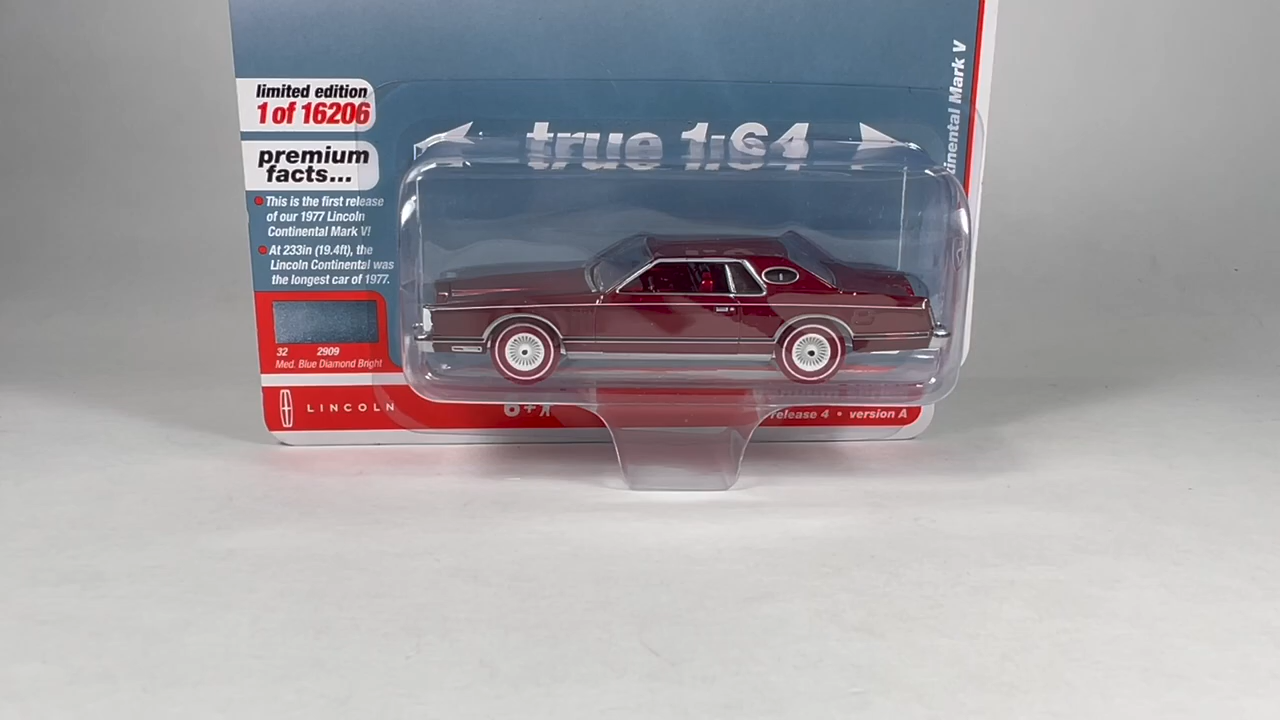 limited edition
1 of 16206
premium
facts...
This is the first release
of our 1977 Lincoln
Continental Mark V!
At 233in (19.4ft), the
Lincoln Continental was
the longest car of 1977.
32 2909
Med. Blue Diamond Bright
LINCOLN
true 1:64
Mark V
6+
release 4 • version A